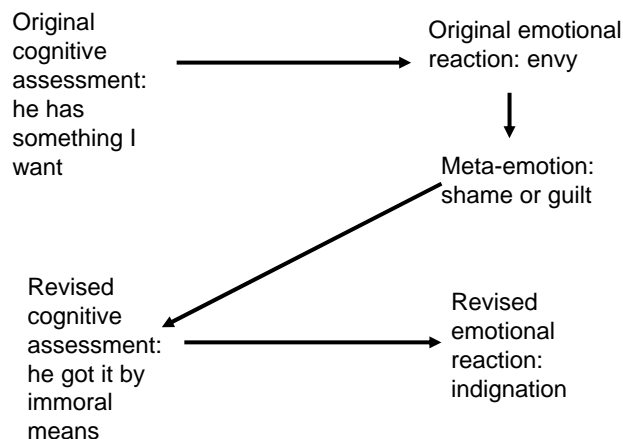 Original
cognitive
assessment:
he has
something I
want
Original emotional
reaction: envy
Meta-emotion:
shame or guilt
Revised
cognitive
assessment:
he got it by
immoral
means
Revised
emotional
reaction:
indignation